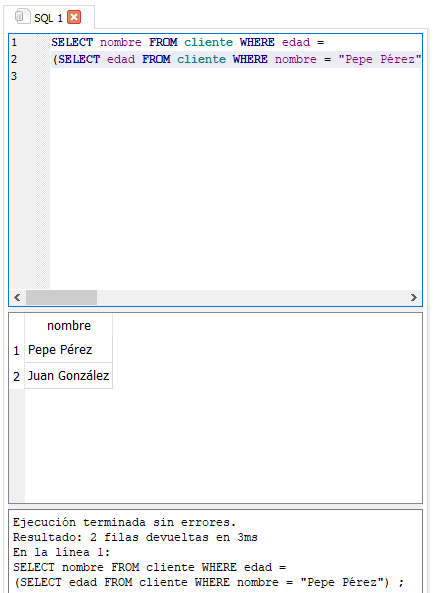 SQL 1
1 SELECT nombre FROM cliente WHERE edad =
2 (SELECT edad FROM cliente WHERE nombre = "Pepe Pérez"
3
nombre
1 Pepe Pérez
2 Juan González
Ejecución terminada sin errores.
Resultado: 2 filas devueltas en 3ms
En la línea 1:
SELECT nombre FROM cliente WHERE edad =
(SELECT edad FROM cliente WHERE nombre = "Pepe Pérez") ;